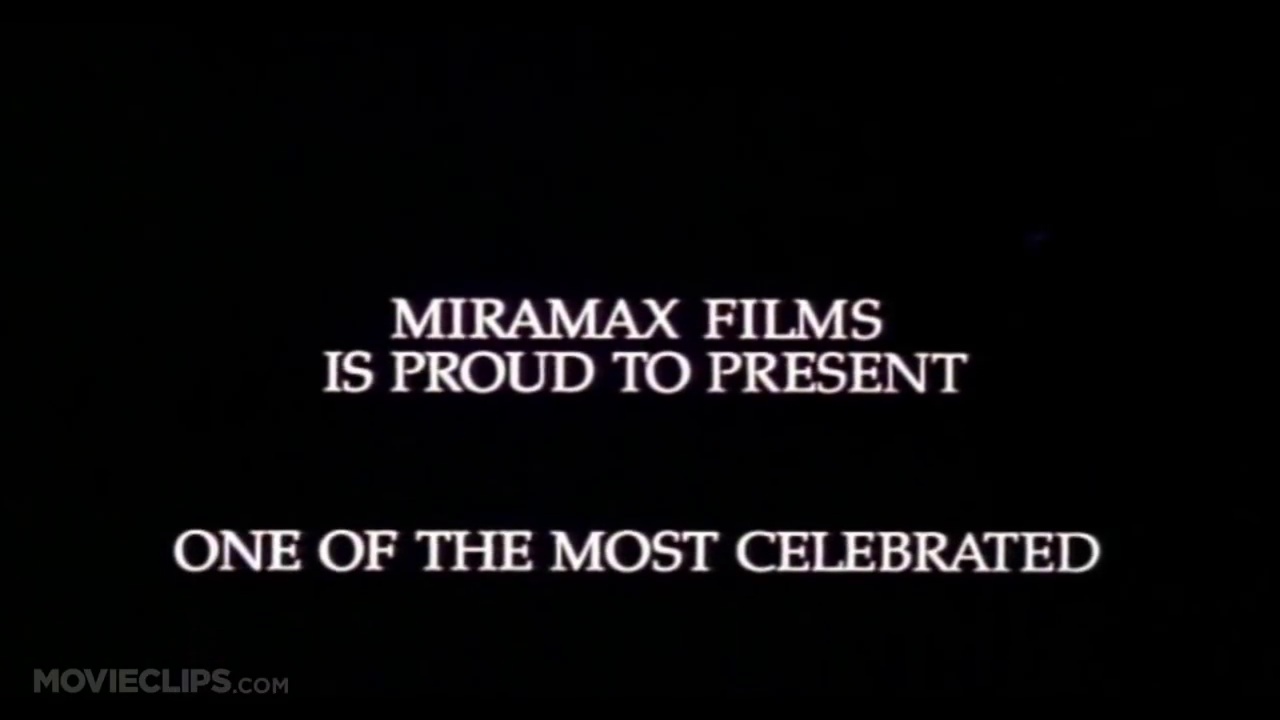 MIRAMAX FILMS
IS PROUD TO PRESENT
ONE OF THE MOST CELEBRATED
MOVIECLIPS.COM